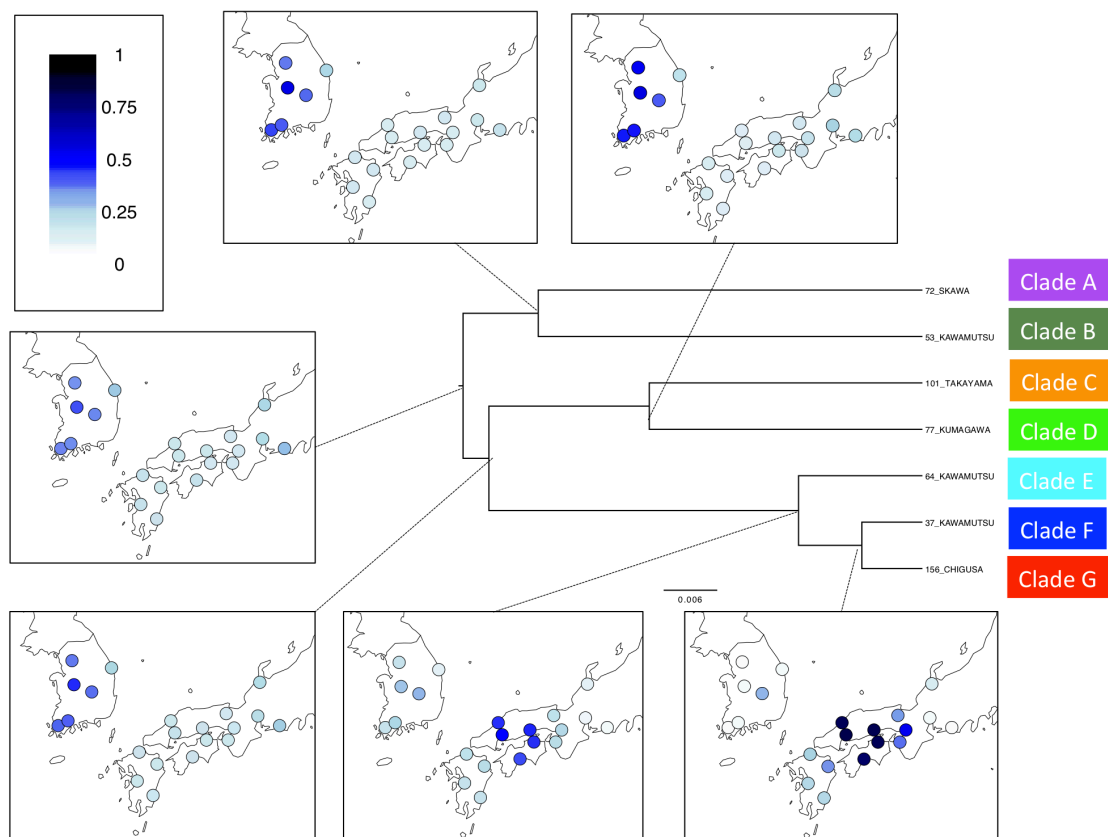 1
0.75
0.5
0.25
0
72_SKAWA
Clade A
53_KAWAMUTSU
Clade B
101_TAKAYAMA
Clade C
77_KUMAGAWA
Clade D
64_KAWAMUTSU
Clade E
37_KAWAMUTSU
Clade F
156_CHIGUSA
Clade G
0.006